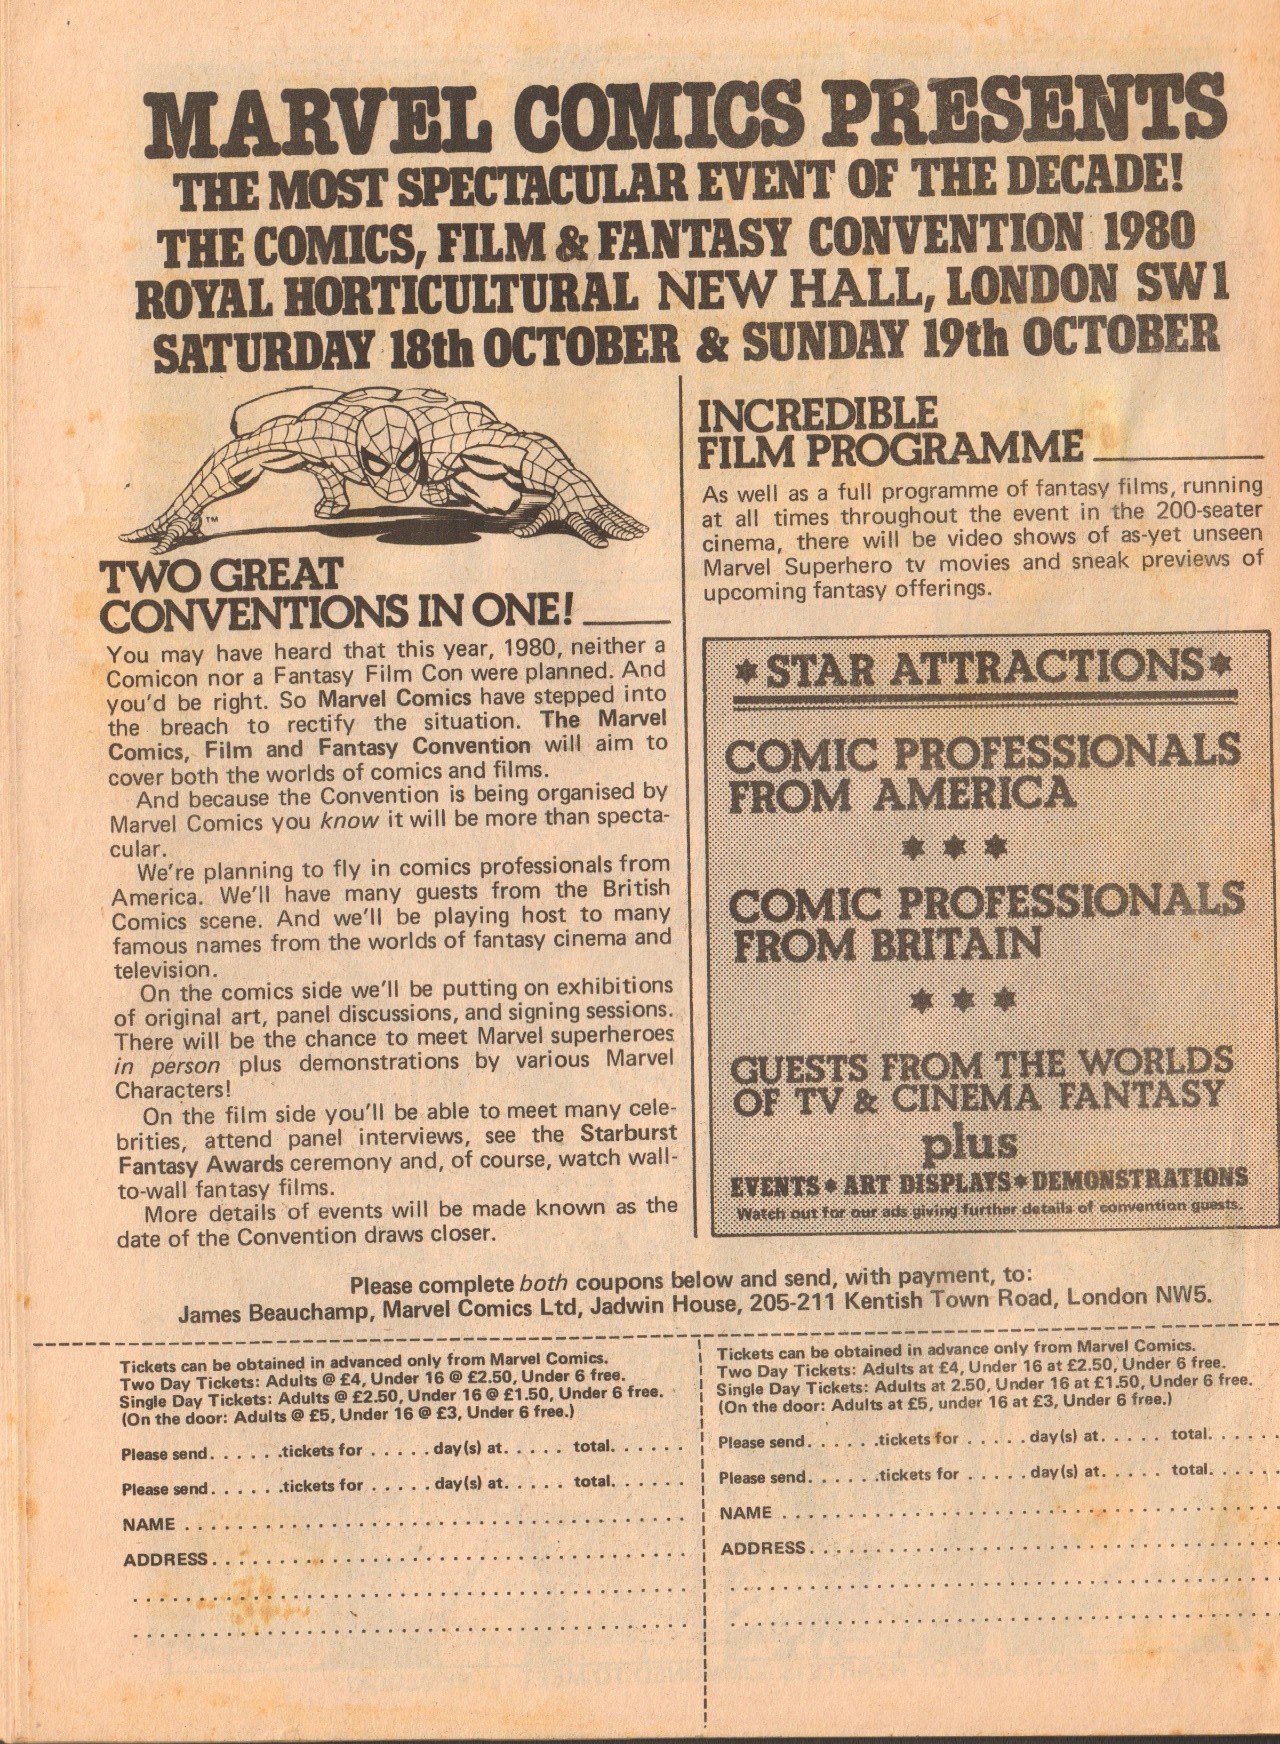 MARVEL COMICS PRESENTS
THE MOST SPECTACULAR EVENT OF THE DECADE!
THE COMICS, FILM & FANTASY CONVENTION 1980
ROYAL HORTICULTURAL NEW HALL, LONDON SW1
SATURDAY 18th OCTOBER & SUNDAY 19th OCTOBER
TM
TWO GREAT
CONVENTIONS IN ONE!
You may have heard that this year, 1980, neither a
Comicon nor a Fantasy Film Con were planned. And
you'd be right. So Marvel Comics have stepped into
the breach to rectify the situation. The Marvel
Comics, Film and Fantasy Convention will aim to
cover both the worlds of comics and films.
And because the Convention is being organised by
Marvel Comics you know it will be more than specta-
cular.
We're planning to fly in comics professionals from
America. We'll have many guests from the British
Comics scene. And we'll be playing host to many
famous names from the worlds of fantasy cinema and
television.
On the comics side we'll be putting on exhibitions
of original art, panel discussions, and signing sessions.
There will be the chance to meet Marvel superheroes
in person plus demonstrations by various Marvel
Characters!
On the film side you'll be able to meet many cele-
brities, attend panel interviews, see the Starburst
Fantasy Awards ceremony and, of course, watch wall-
to-wall fantasy films.
More details of events will be made known as the
date of the Convention draws closer.
INCREDIBLE
FILM PROGRAMME
As well as a full programme of fantasy films, running
at all times throughout the event in the 200-seater
cinema, there will be video shows of as-yet unseen
Marvel Superhero tv movies and sneak previews of
upcoming fantasy offerings.
★ STAR ATTRACTIONS ★
COMIC PROFESSIONALS
FROM AMERICA
★ ★ ★
COMIC PROFESSIONALS
FROM BRITAIN
★ ★ ★
GUESTS FROM THE WORLDS
OF TV & CINEMA FANTASY
plus
EVENTS ★ ART DISPLAYS ★ DEMONSTRATIONS
Watch out for our ads giving further details of convention guests.
Please complete both coupons below and send, with payment, to:
James Beauchamp, Marvel Comics Ltd, Jadwin House, 205-211 Kentish Town Road, London NW5.
Tickets can be obtained in advanced only from Marvel Comics.
Two Day Tickets: Adults @ £4, Under 16 @ £2.50, Under 6 free.
Single Day Tickets: Adults @ £2.50, Under 16 @ £1.50, Under 6 free.
(On the door: Adults @ £5, Under 16 @ £3, Under 6 free.)
Please send. . . . . .tickets for . . . . . day(s) at. . . . . total. . . . . .
Please send. . . . . .tickets for . . . . . day(s) at. . . . . total. . . . . .
NAME . . . . . . . . . . . . . . . . . . . . . . . . . . . . . . . . . . . .
ADDRESS . . . . . . . . . . . . . . . . . . . . . . . . . . . . . . . . . .
Tickets can be obtained in advance only from Marvel Comics.
Two Day Tickets: Adults at £4, Under 16 at £2.50, Under 6 free.
Single Day Tickets: Adults at 2.50, Under 16 at £1.50, Under 6 free.
(On the door: Adults at £5, under 16 at £3, Under 6 free.)
Please send. . . . . .tickets for . . . . . day(s) at. . . . . total. . . . . .
Please send. . . . . .tickets for . . . . . day(s) at. . . . . total. . . . . .
NAME . . . . . . . . . . . . . . . . . . . . . . . . . . . . . . . . . . . .
ADDRESS . . . . . . . . . . . . . . . . . . . . . . . . . . . . . . . . . .